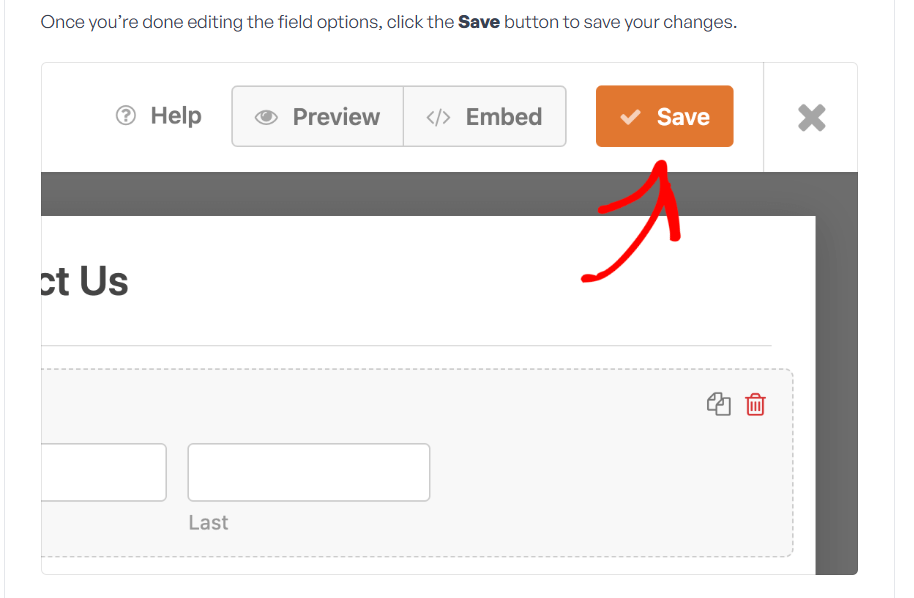 Once you’re done editing the field options, click the Save button to save your changes.
Help Preview </> Embed Save
ct Us
Last